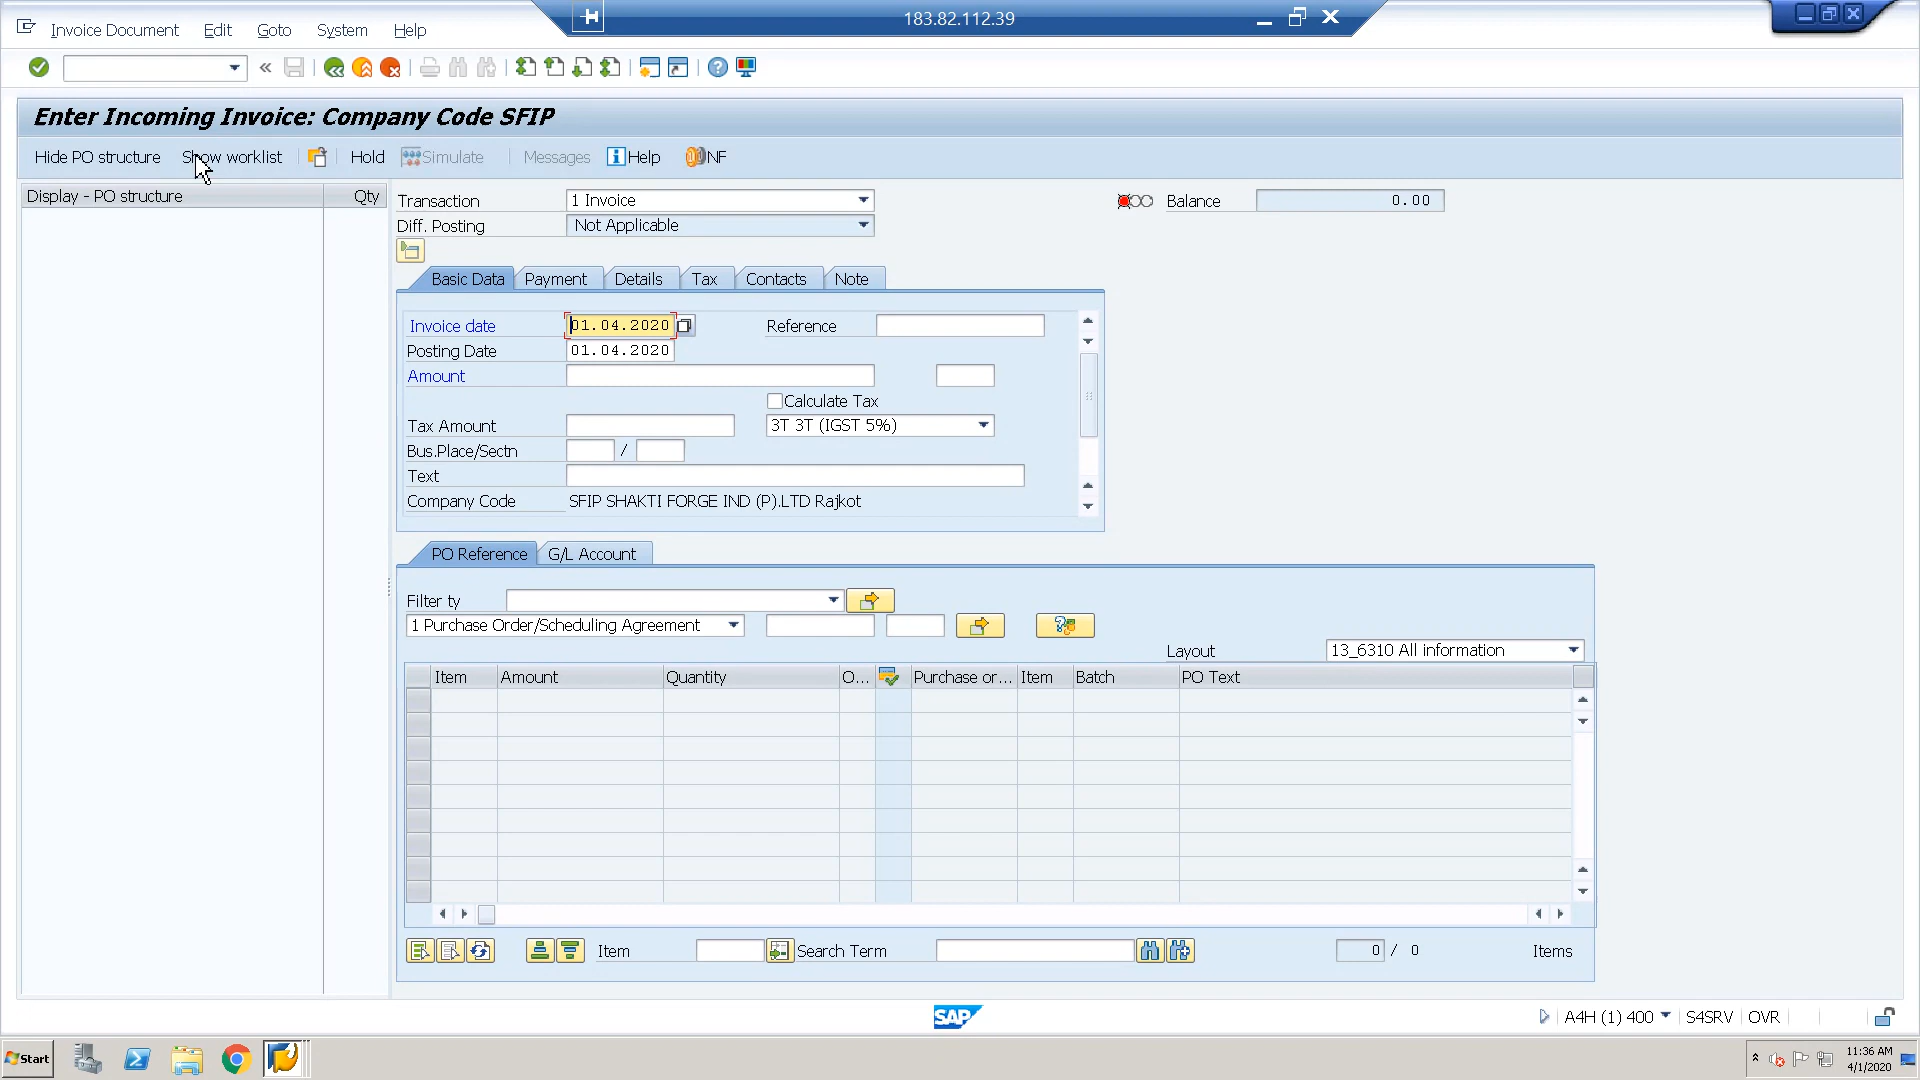 183.82.112.39
Invoice Document Edit Goto System Help
Enter Incoming Invoice: Company Code SFIP
Hide PO structure Show worklist Hold Simulate Messages Help NF
Display - PO structure Qty
Transaction 1 Invoice Balance 0.00
Diff. Posting Not Applicable
Basic Data Payment Details Tax Contacts Note
Invoice date 01.04.2020 Reference
Posting Date 01.04.2020
Amount
Calculate Tax
Tax Amount 3T 3T (IGST 5%)
Bus.Place/Sectn /
Text
Company Code SFIP SHAKTI FORGE IND (P).LTD Rajkot
PO Reference G/L Account
Filter ty
1 Purchase Order/Scheduling Agreement
Layout 13_6310 All information
Item Amount Quantity O... Purchase or... Item Batch PO Text
Item Search Term 0 / 0 Items
SAP
A4H (1) 400 S4SRV OVR
Start 11:36 AM
4/1/2020